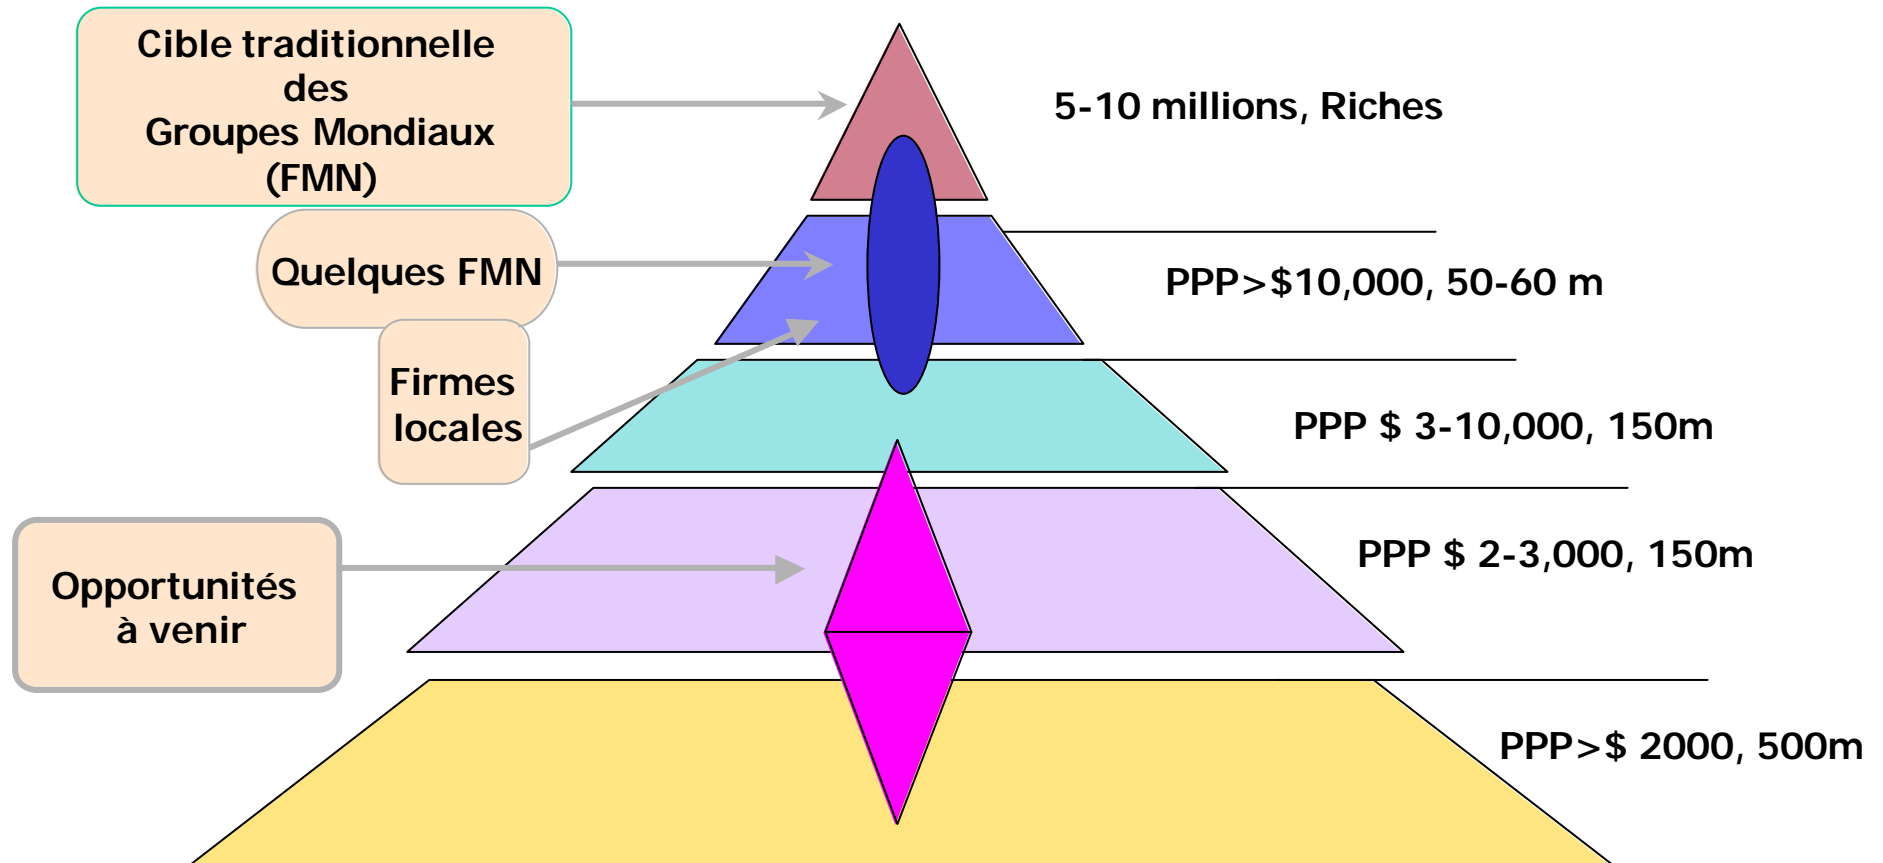 Cible traditionnelle
des
Groupes Mondiaux
(FMN)
5-10 millions, Riches
Quelques FMN
PPP>$10,000, 50-60 m
Firmes
locales
PPP $ 3-10,000, 150m
PPP $ 2-3,000, 150m
Opportunités
à venir
PPP>$ 2000, 500m